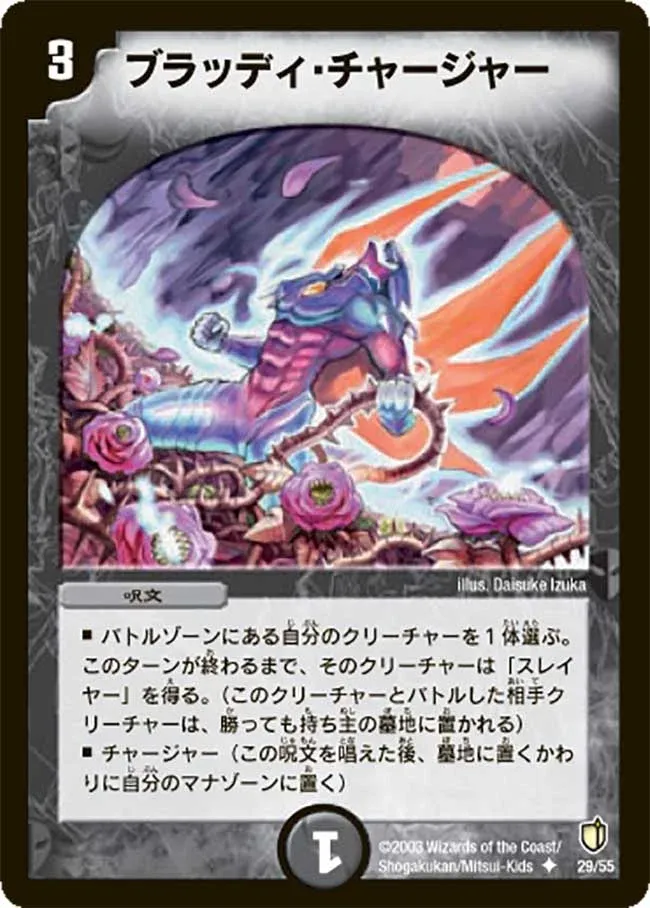 3
ブラッディ・チャージャー
illus. Daisuke Izuka
呪文
■ バトルゾーンにある自分のクリーチャーを1体選ぶ。
このターンが終わるまで、そのクリーチャーは「スレイ
ヤー」を得る。（このクリーチャーとバトルした相手ク
リーチャーは、勝っても持ち主の墓地に置かれる）
■ チャージャー（この呪文を唱えた後、墓地に置くかわ
りに自分のマナゾーンに置く）
1
©2003 Wizards of the Coast/
Shogakukan/Mitsui-Kids ✦ 29/55